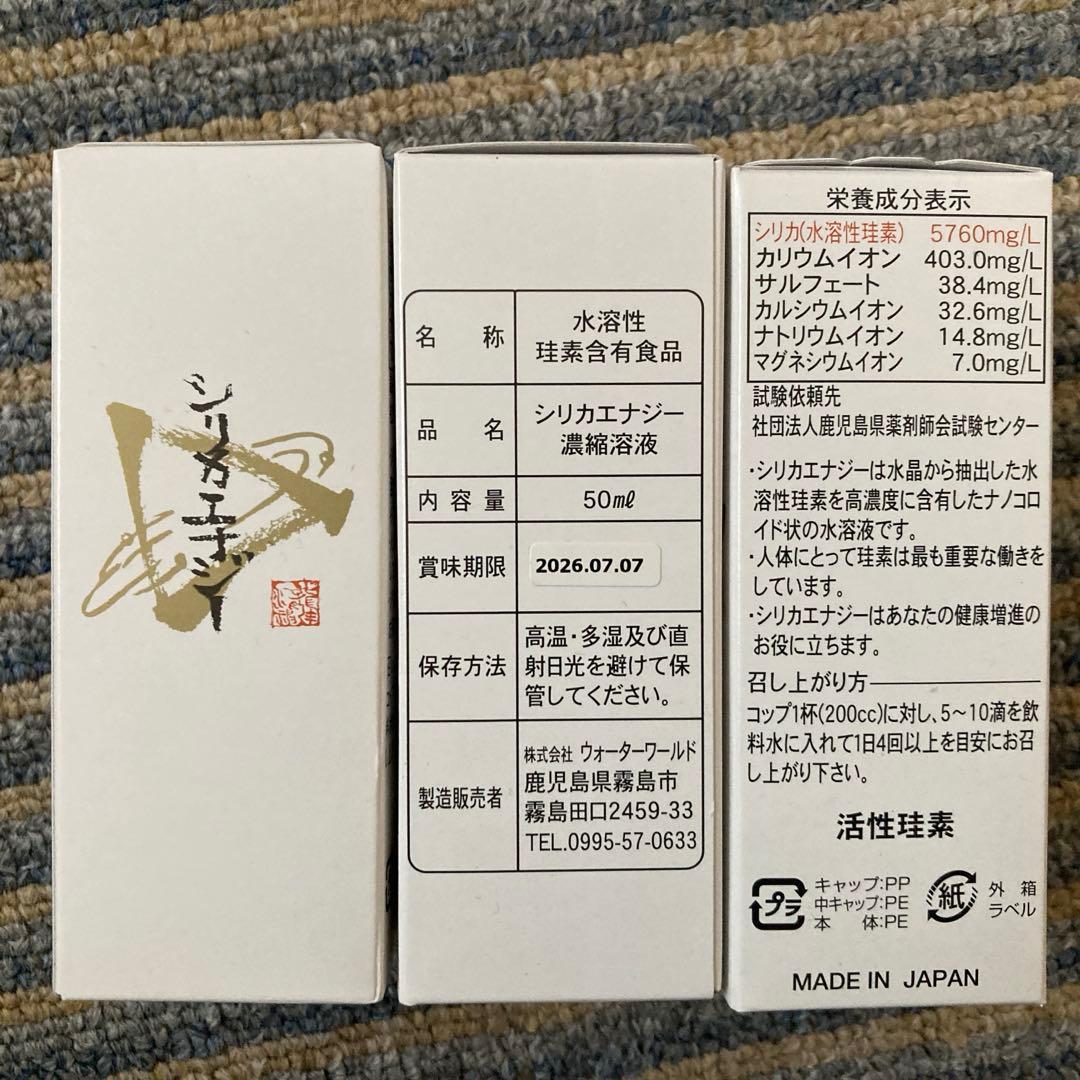 シリカエナジー
名称
水溶性
珪素含有食品
品名
シリカエナジー
濃縮溶液
内容量
50㎖
賞味期限
2026.07.07
保存方法
高温・多湿及び直
射日光を避けて保
管してください。
製造販売者
株式会社 ウォーターワールド
鹿児島県霧島市
霧島田口2459-33
TEL.0995-57-0633
栄養成分表示
シリカ(水溶性珪素) 5760mg/L
カリウムイオン 403.0mg/L
サルフェート 38.4mg/L
カルシウムイオン 32.6mg/L
ナトリウムイオン 14.8mg/L
マグネシウムイオン 7.0mg/L
試験依頼先
社団法人鹿児島県薬剤師会試験センター
・シリカエナジーは水晶から抽出した水
溶性珪素を高濃度に含有したナノコロ
イド状の水溶液です。
・人体にとって珪素は最も重要な働きを
しています。
・シリカエナジーはあなたの健康増進の
お役に立ちます。
召し上がり方
コップ1杯(200cc)に対し、5〜10滴を飲
料水に入れて1日4回以上を目安にお召
し上がり下さい。
活性珪素
プラ
キャップ:PP
中キャップ:PE
本体:PE
紙
外箱
ラベル
MADE IN JAPAN